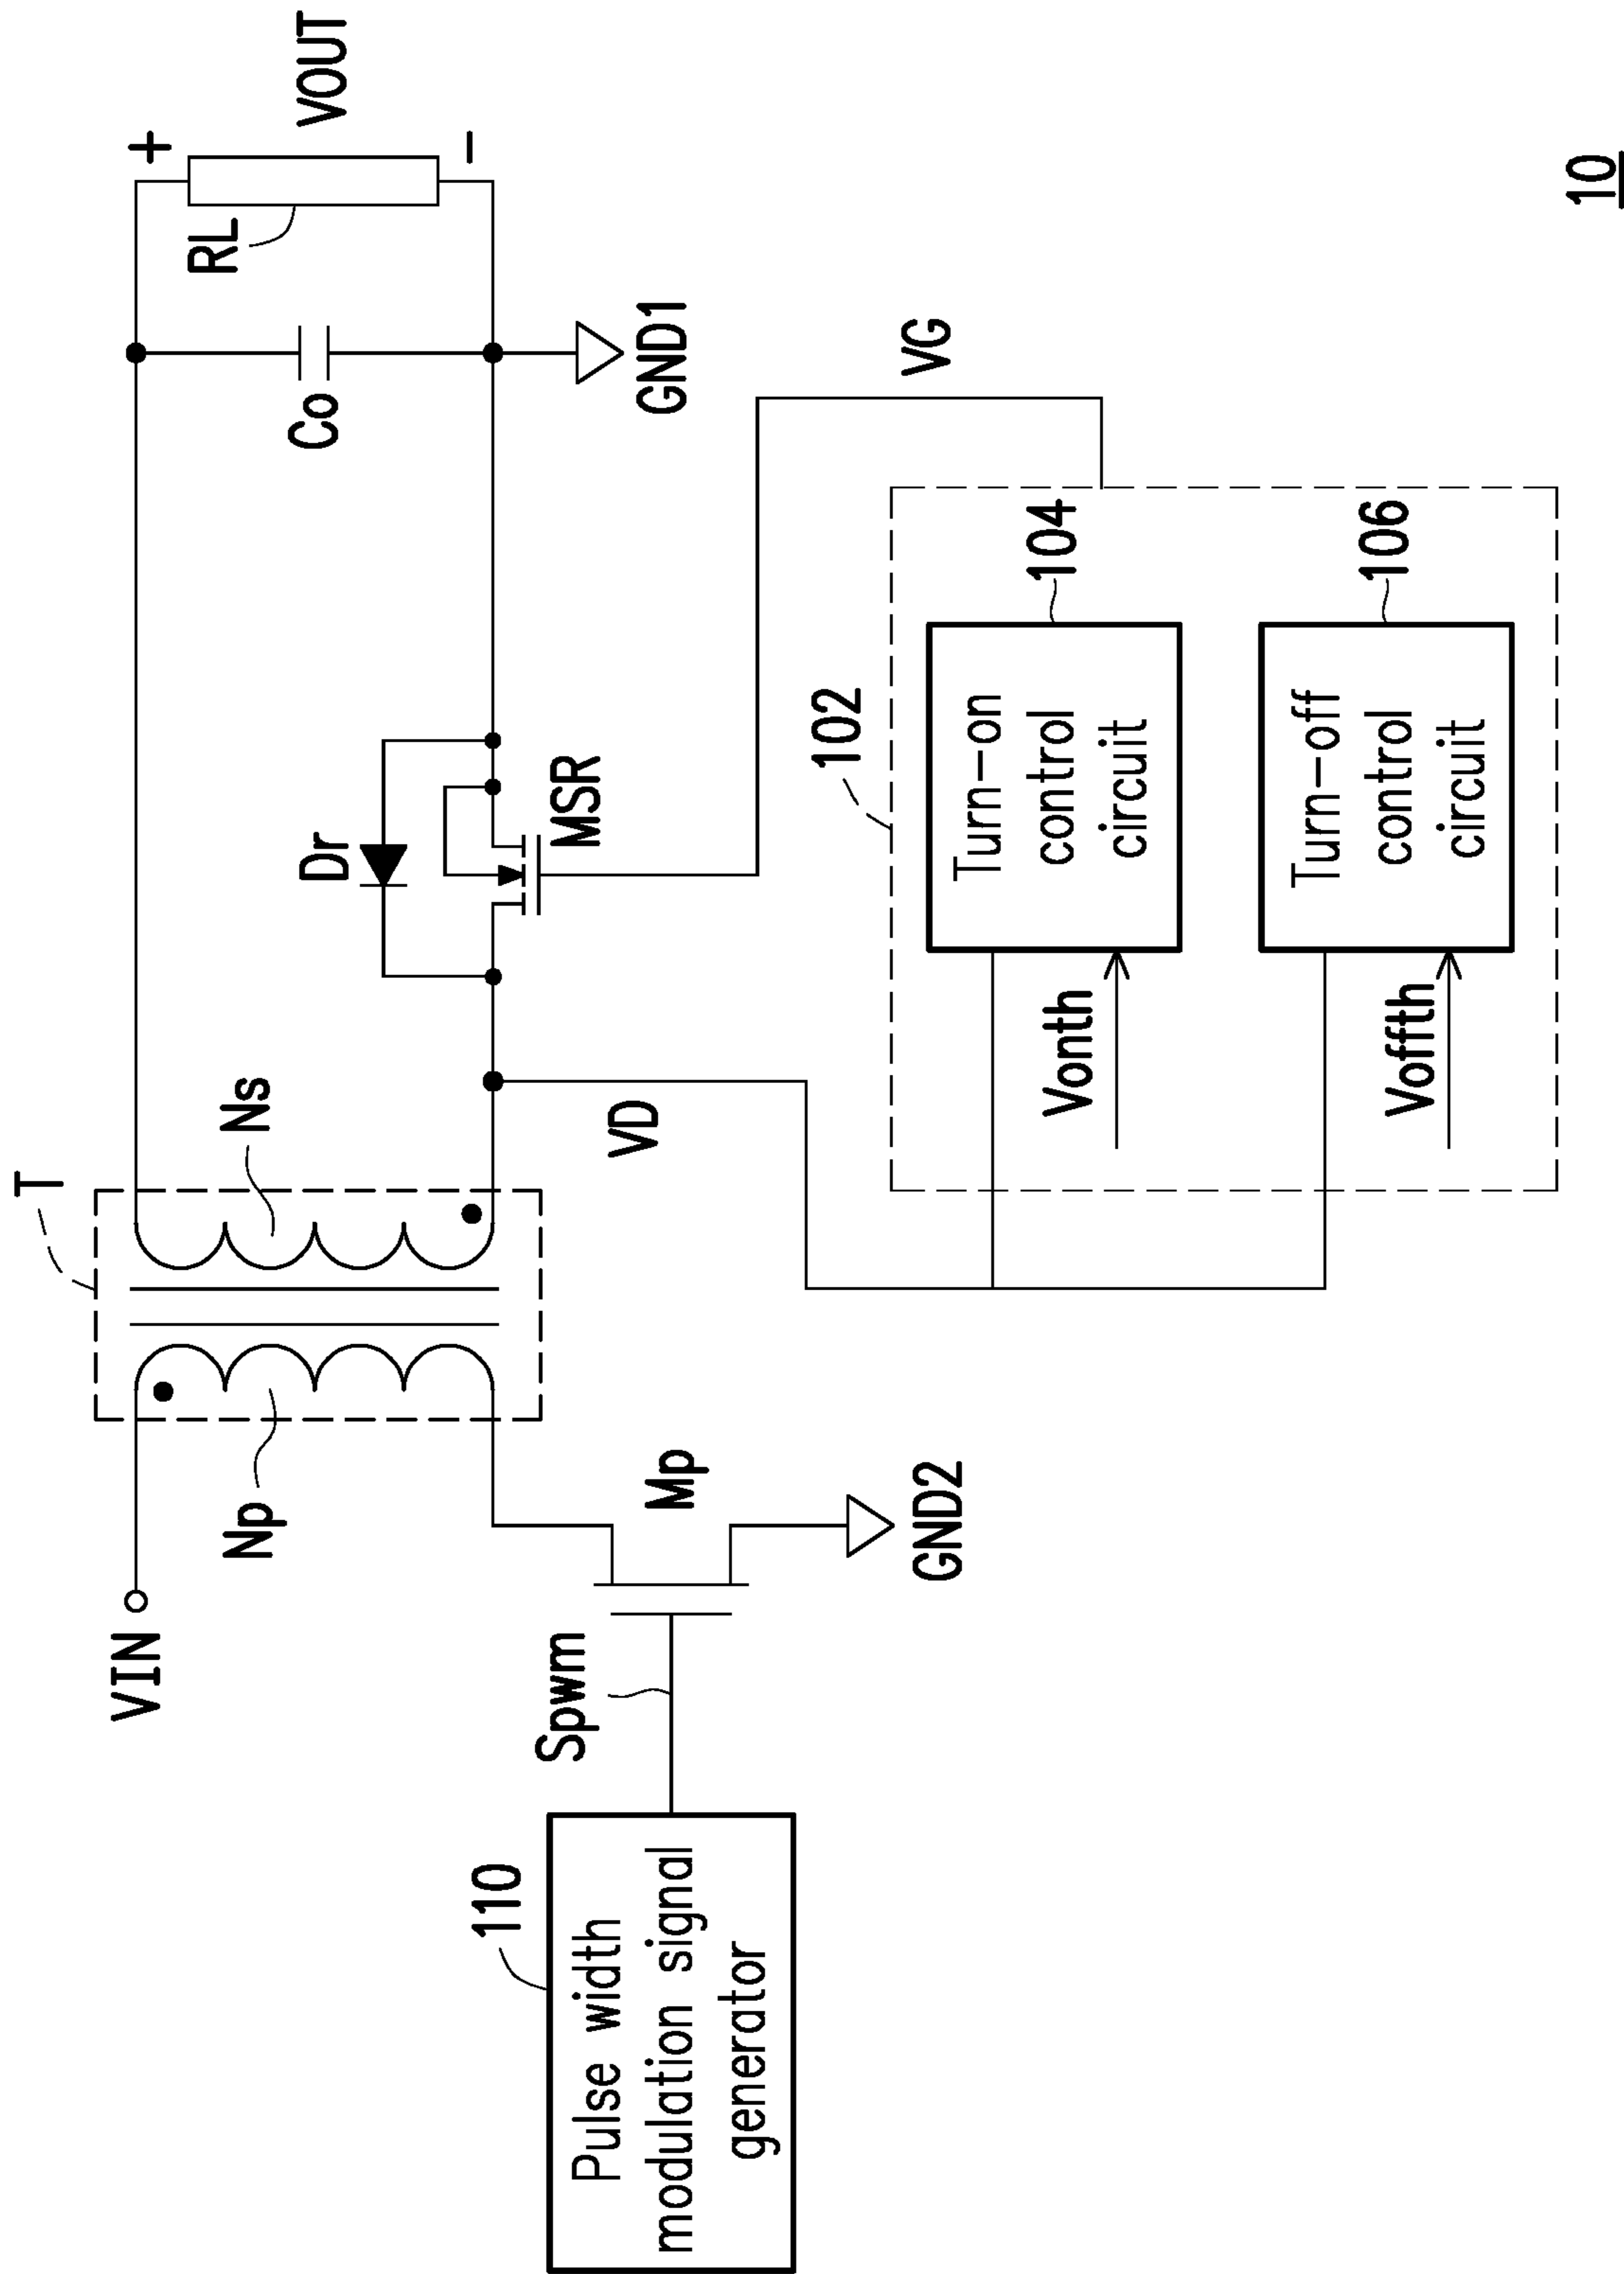 VIN
Np
T
Ns
Dr
MSR
Co
RL
VOUT
+
−
GND1
VD
VG
Mp
GND2
Spwm
110
Pulse width
modulation signal
generator
102
Vonth
Turn-on
control
circuit
104
Voffth
Turn-off
control
circuit
106
10